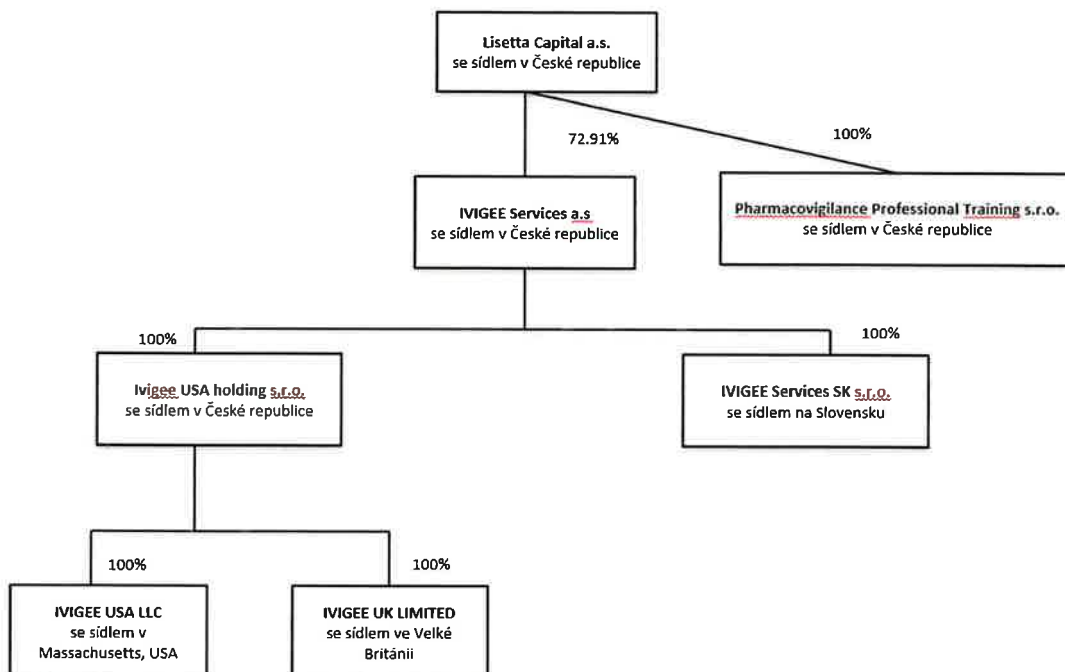 Lisetta Capital a.s.
se sídlem v České republice
72.91%
100%
IVIGEE Services a.s
se sídlem v České republice
Pharmacovigilance Professional Training s.r.o.
se sídlem v České republice
100%
100%
Ivigee USA holding s.r.o.
se sídlem v České republice
IVIGEE Services SK s.r.o.
se sídlem na Slovensku
100%
100%
IVIGEE USA LLC
se sídlem v
Massachusetts, USA
IVIGEE UK LIMITED
se sídlem ve Velké
Británii